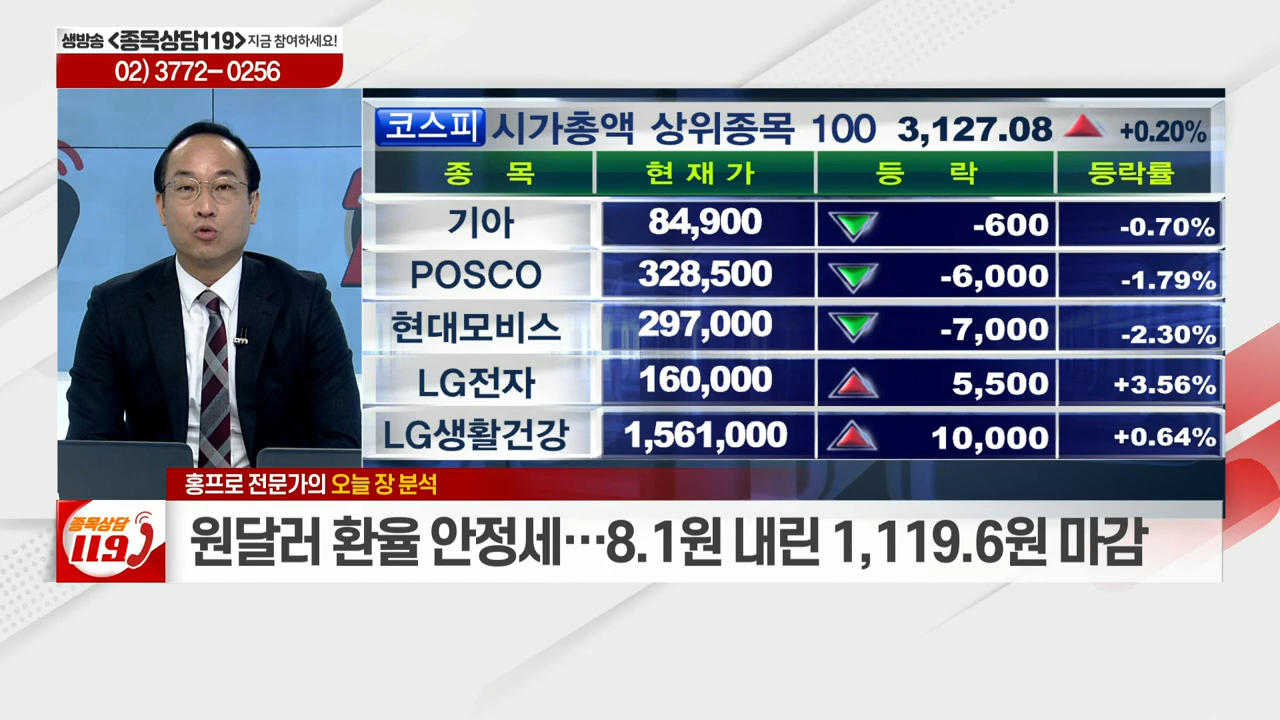 생방송 <종목상담119> 지금 참여하세요!
02) 3772-0256
코스피 시가총액 상위종목 100 3,127.08 ▲ +0.20%
종 목 현 재 가 등 락 등락률
기아 84,900 ▼ -600 -0.70%
POSCO 328,500 ▼ -6,000 -1.79%
현대모비스 297,000 ▼ -7,000 -2.30%
LG전자 160,000 ▲ 5,500 +3.56%
LG생활건강 1,561,000 ▲ 10,000 +0.64%
홍프로 전문가의 오늘 장 분석
종목상담
119
원달러 환율 안정세…8.1원 내린 1,119.6원 마감